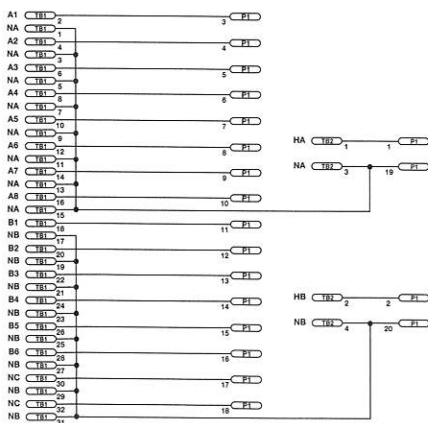 A1 TB1 2 3 P1
NA TB1 1
A2 TB1 4 4 P1
NA TB1 3
A3 TB1 6 5 P1
NA TB1 5
A4 TB1 8 6 P1
NA TB1 7
A5 TB1 10 7 P1
NA TB1 9
A6 TB1 12 8 P1
NA TB1 11
A7 TB1 14 9 P1
NA TB1 13
A8 TB1 16 10 P1
NA TB1 15
B1 TB1 18 11 P1
NB TB1 17
B2 TB1 20 12 P1
NB TB1 19
B3 TB1 22 13 P1
NB TB1 21
B4 TB1 24 14 P1
NB TB1 23
B5 TB1 26 15 P1
NB TB1 25
B6 TB1 28 16 P1
NB TB1 27
NC TB1 30 17 P1
NB TB1 29
NC TB1 32 18 P1
NB TB1 31
HA TB2 1 1 P1
NA TB2 3 19 P1
HB TB2 2 2 P1
NB TB2 4 20 P1